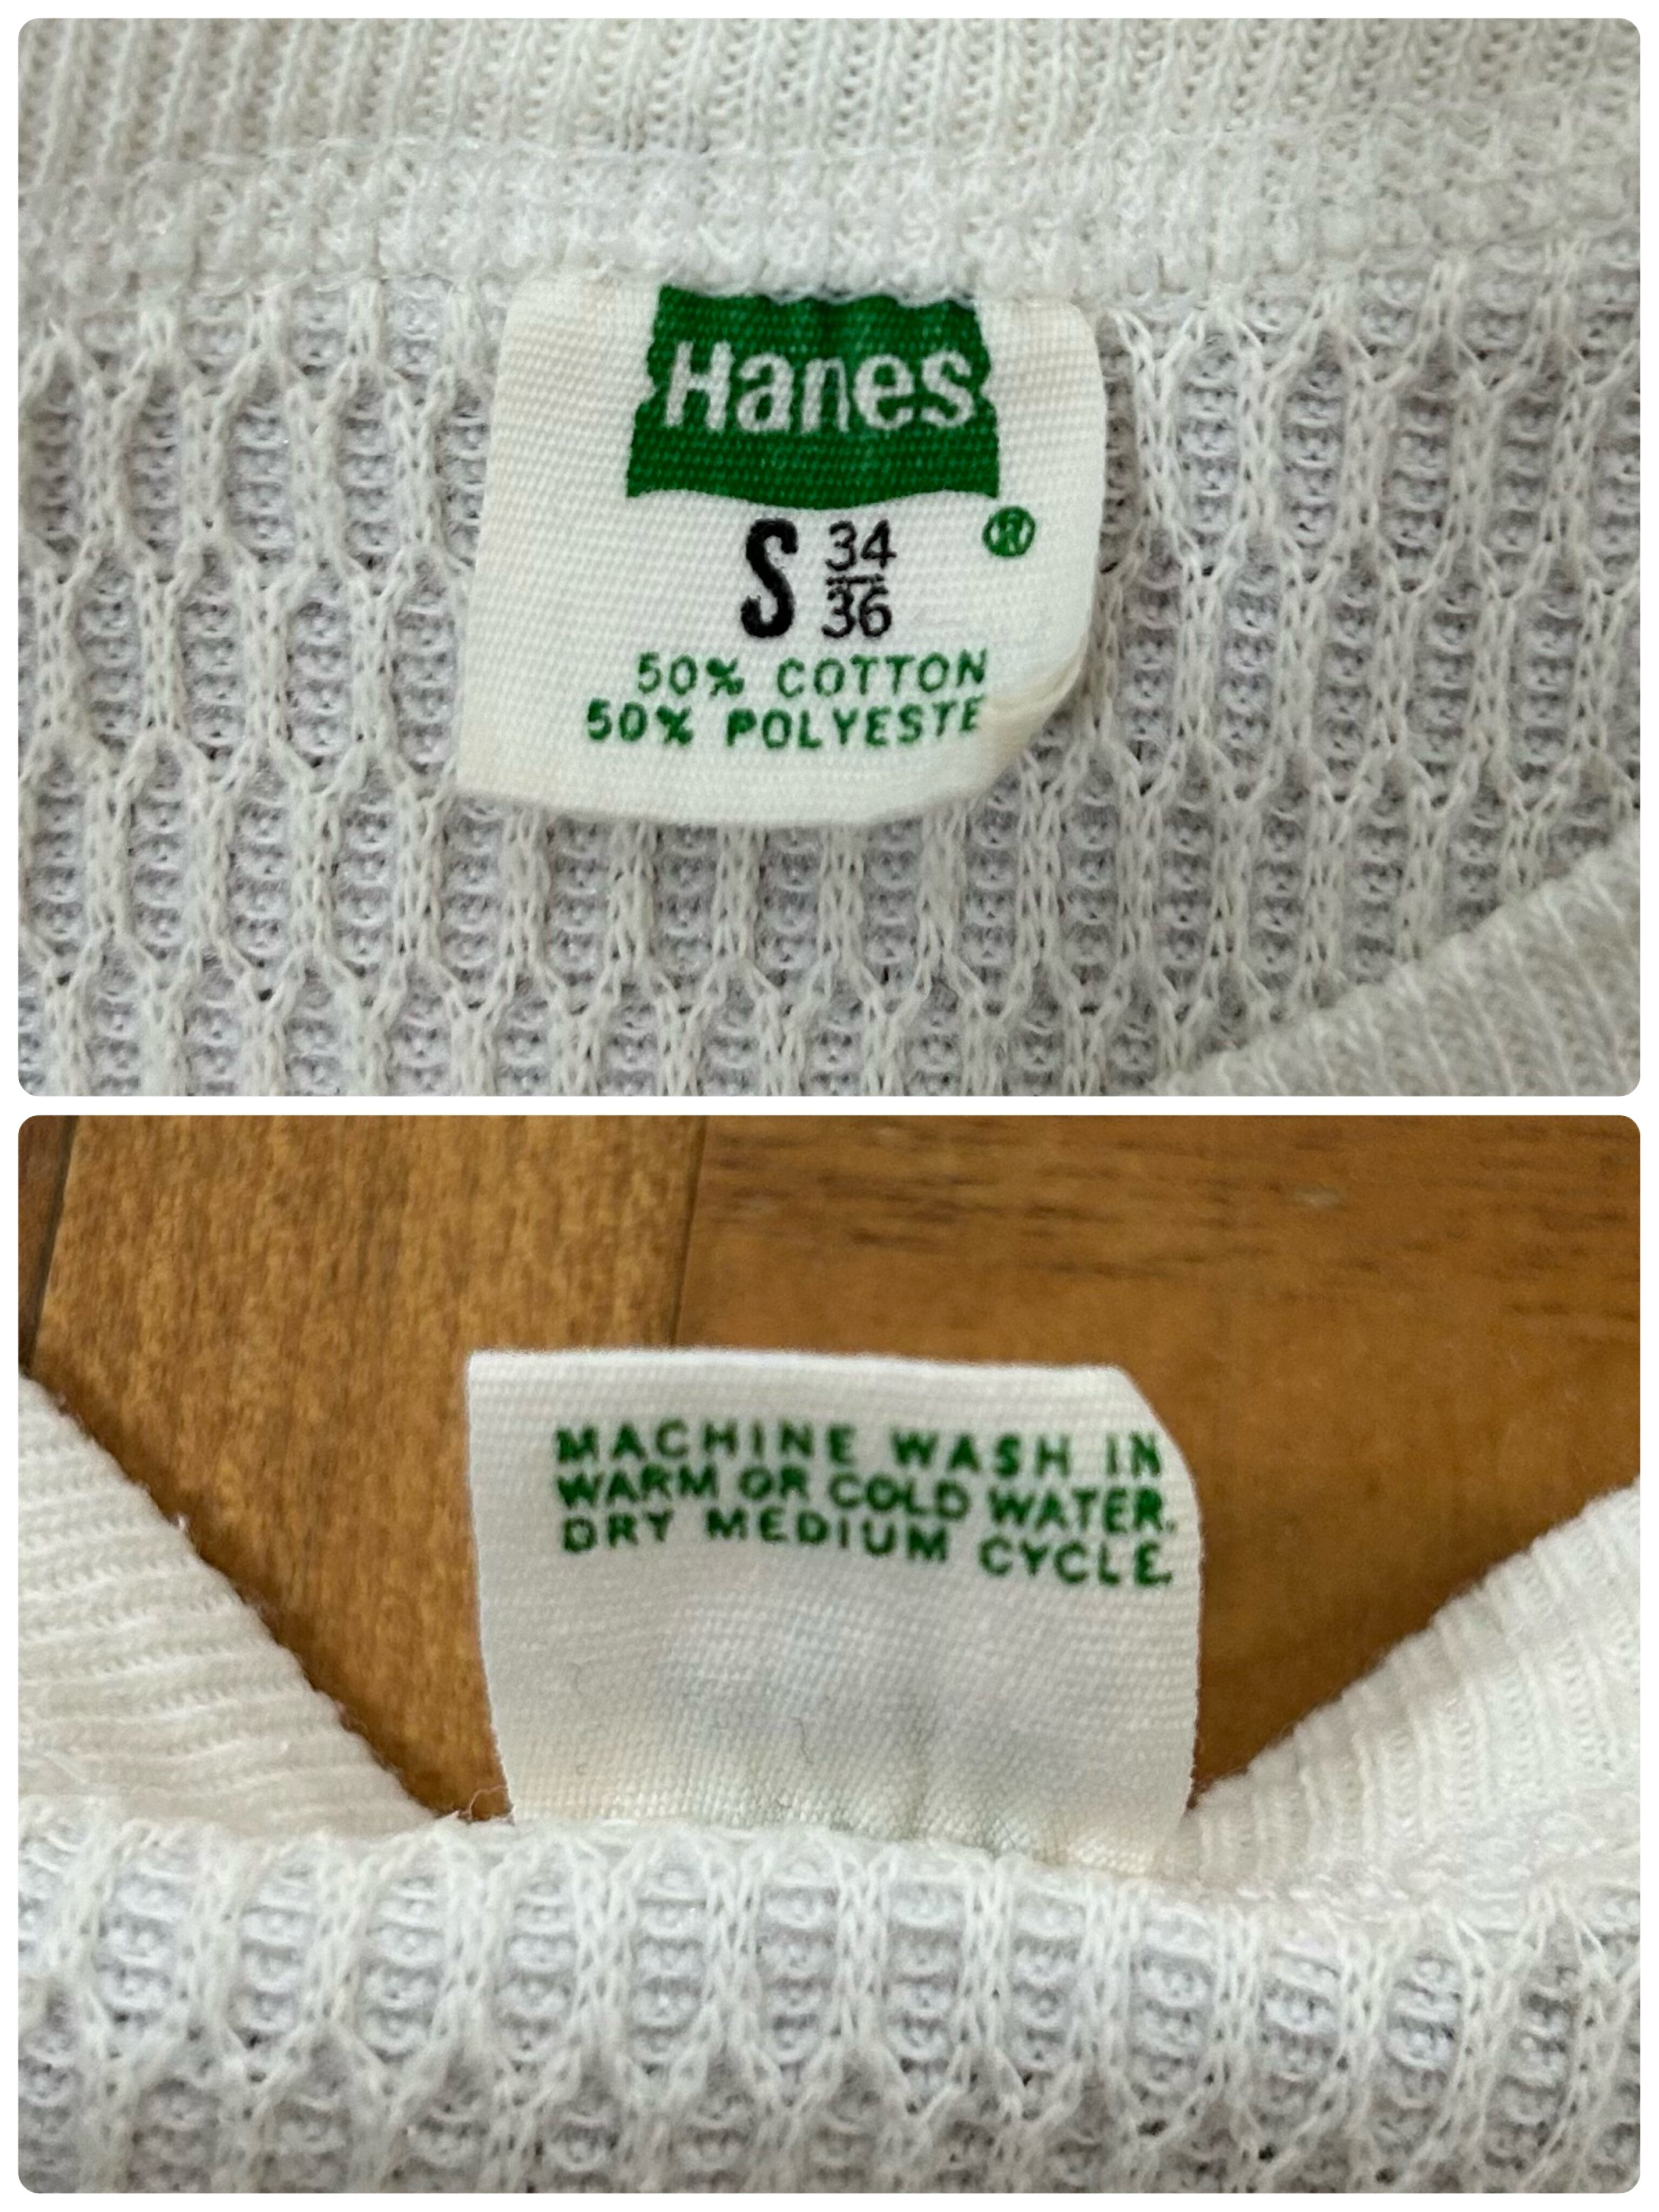 Hanes
®
S 34
36
50% COTTON
50% POLYESTE
MACHINE WASH IN
WARM OR COLD WATER.
DRY MEDIUM CYCLE.